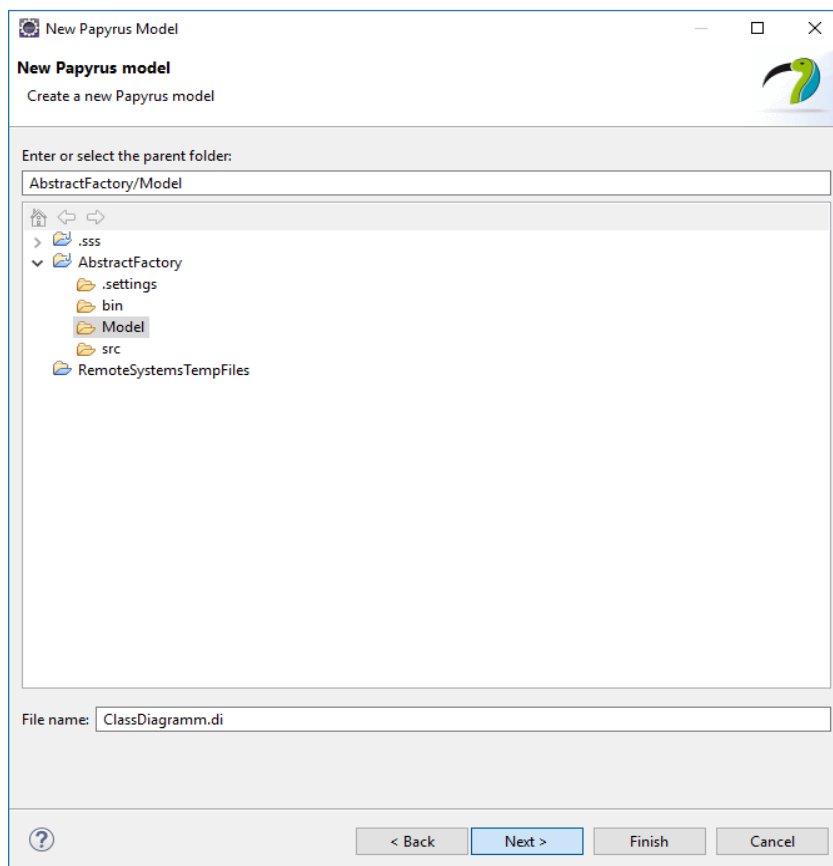 New Papyrus Model
New Papyrus model
Create a new Papyrus model
Enter or select the parent folder:
AbstractFactory/Model
.sss
AbstractFactory
.settings
bin
Model
src
RemoteSystemsTempFiles
File name: ClassDiagramm.di
? < Back Next > Finish Cancel